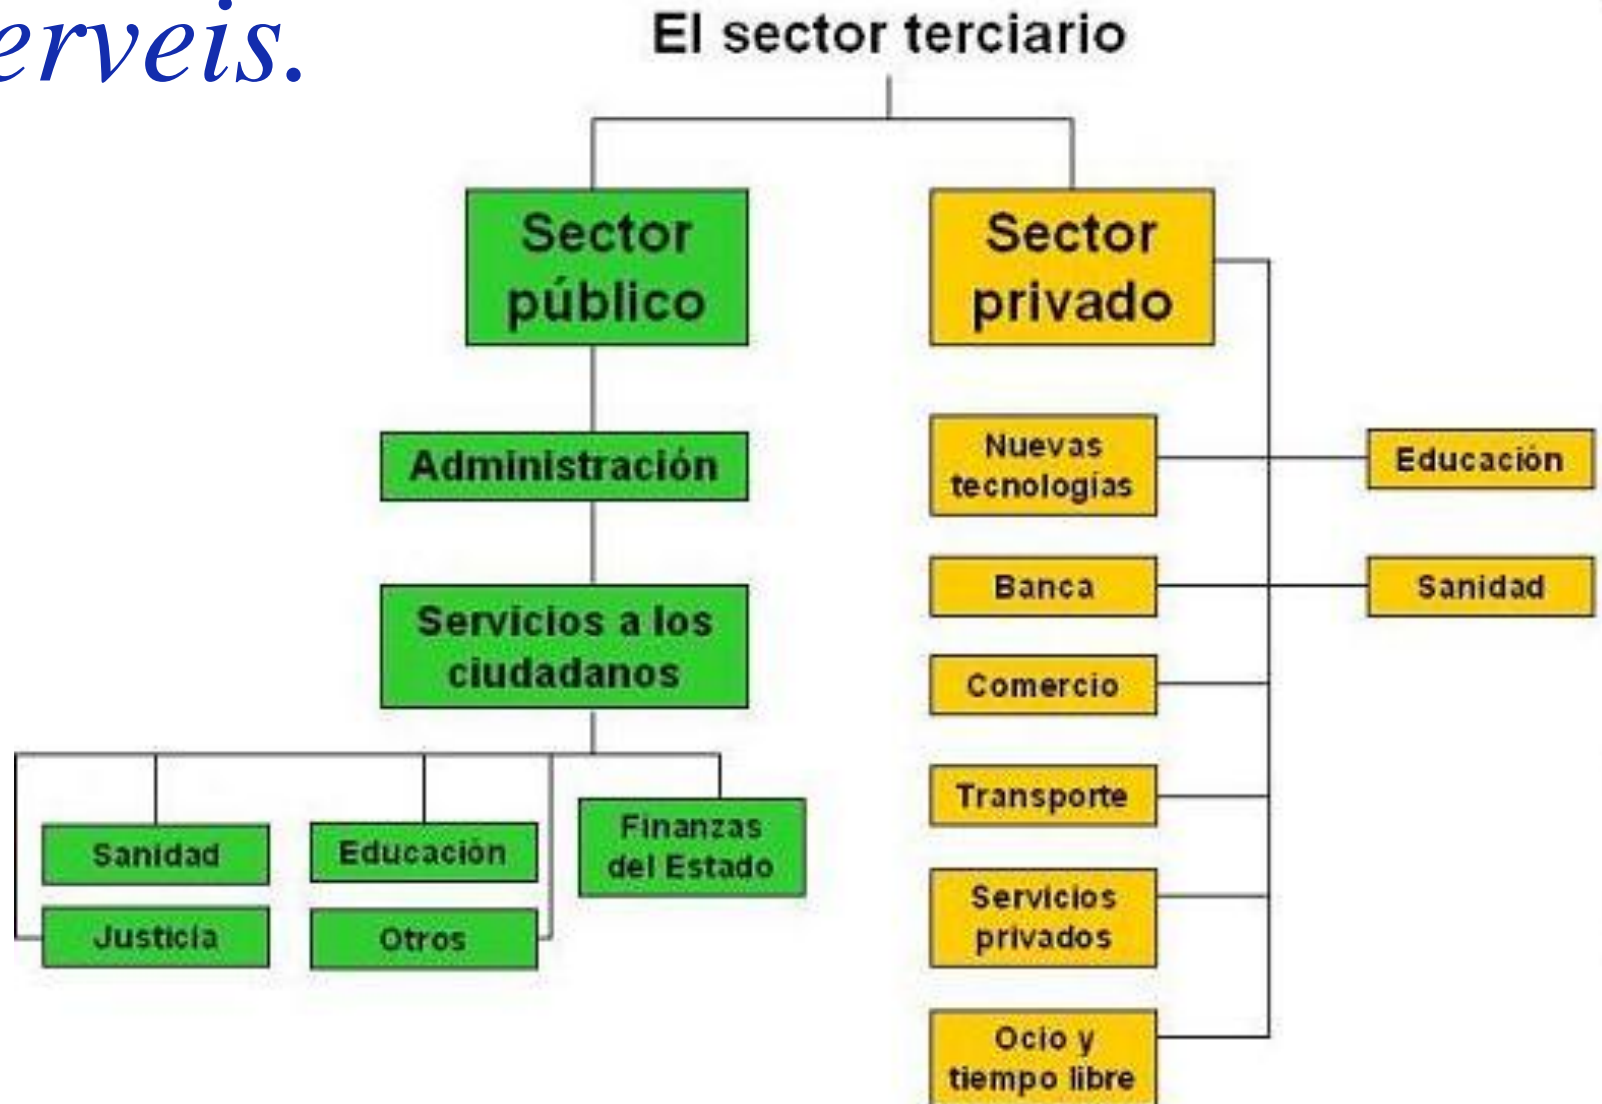 erveis.
El sector terciario
Sector
público
Administración
Servicios a los
ciudadanos
Sanidad
Educación
Finanzas
del Estado
Justicia
Otros
Sector
privado
Nuevas
tecnologías
Educación
Banca
Sanidad
Comercio
Transporte
Servicios
privados
Ocio y
tiempo libre